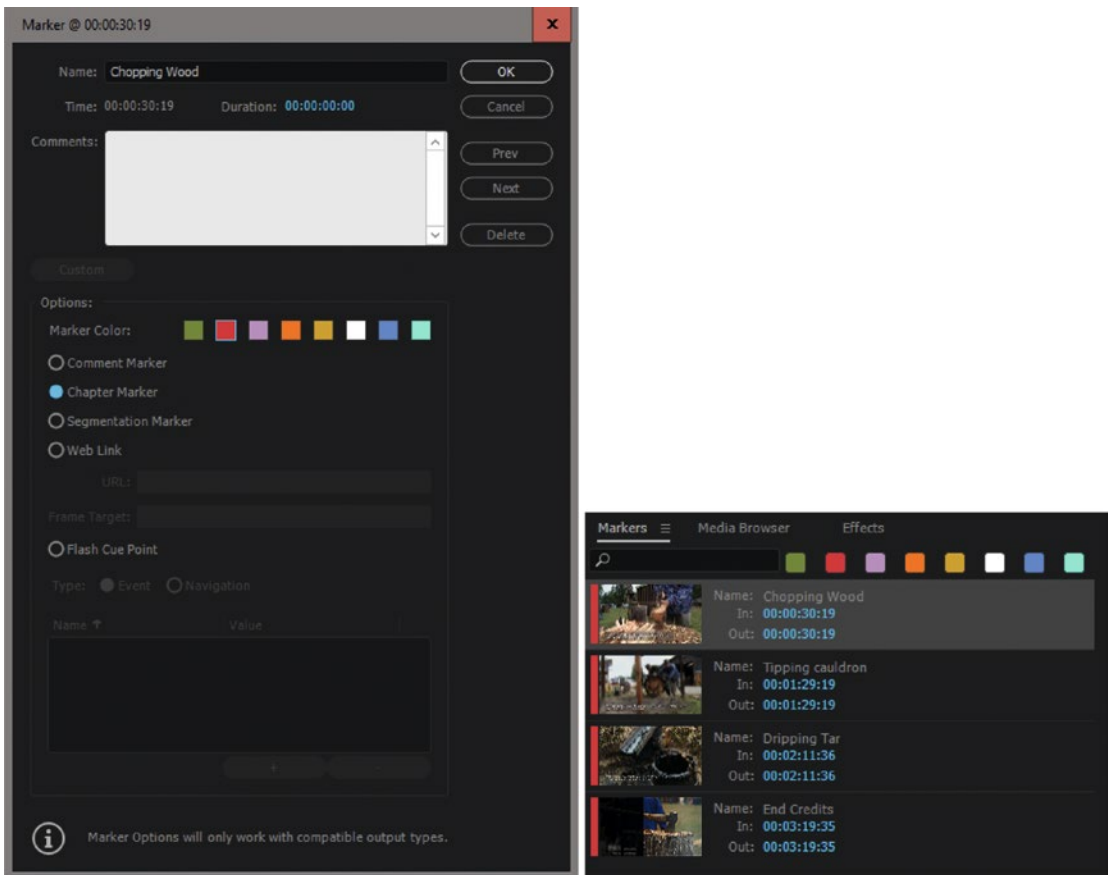 Marker @ 00:00:30:19
x
Name: Chopping Wood
OK
Time: 00:00:30:19 Duration: 00:00:00:00
Cancel
Comments:
Prev
Next
Delete
Custom
Options:
Marker Color:
Comment Marker
Chapter Marker
Segmentation Marker
Web Link
URL:
Frame Target:
Flash Cue Point
Type: Event Navigation
Name Value
+ -
Marker Options will only work with compatible output types.
Markers Media Browser Effects
Name: Chopping Wood
In: 00:00:30:19
Out: 00:00:30:19
Name: Tipping cauldron
In: 00:01:29:19
Out: 00:01:29:19
Name: Dripping Tar
In: 00:02:11:36
Out: 00:02:11:36
Name: End Credits
In: 00:03:19:35
Out: 00:03:19:35